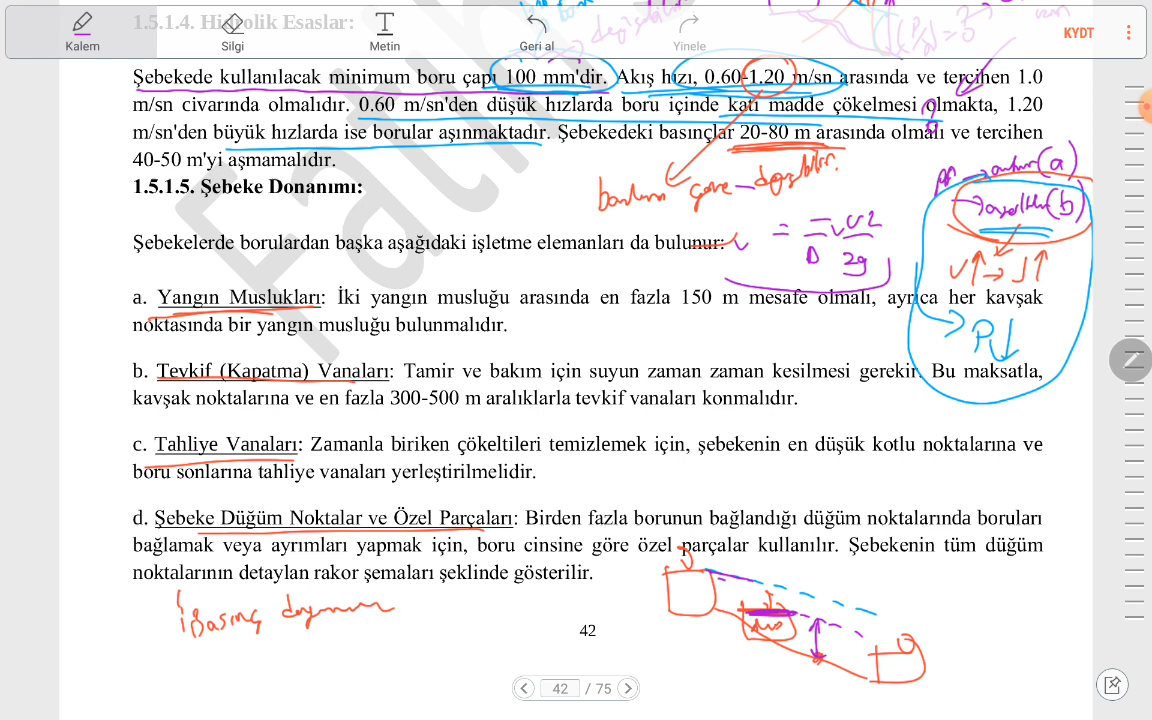 1.5.1.4. Hidrolik Esaslar:
Kalem
Silgi
Metin
Geri al
Yinele
KYDT
Şebekede kullanılacak minimum boru çapı 100 mm'dir. Akış hızı, 0.60-1.20 m/sn arasında ve tercihen 1.0
m/sn civarında olmalıdır. 0.60 m/sn'den düşük hızlarda boru içinde katı madde çökelmesi olmakta, 1.20
m/sn'den büyük hızlarda ise borular aşınmaktadır. Şebekedeki basınçlar 20-80 m arasında olmalı ve tercihen
40-50 m'yi aşmamalıdır.
1.5.1.5. Şebeke Donanımı:
Şebekelerde borulardan başka aşağıdaki işletme elemanları da bulunur:
a. Yangın Muslukları: İki yangın musluğu arasında en fazla 150 m mesafe olmalı, ayrıca her kavşak
noktasında bir yangın musluğu bulunmalıdır.
b. Tevkif (Kapatma) Vanaları: Tamir ve bakım için suyun zaman zaman kesilmesi gerekir. Bu maksatla,
kavşak noktalarına ve en fazla 300-500 m aralıklarla tevkif vanaları konmalıdır.
c. Tahliye Vanaları: Zamanla biriken çökeltileri temizlemek için, şebekenin en düşük kotlu noktalarına ve
boru sonlarına tahliye vanaları yerleştirilmelidir.
d. Şebeke Düğüm Noktalar ve Özel Parçaları: Birden fazla borunun bağlandığı düğüm noktalarında boruları
bağlamak veya ayrımları yapmak için, boru cinsine göre özel parçalar kullanılır. Şebekenin tüm düğüm
noktalarının detayları rakor şemaları şeklinde gösterilir.
42
42 / 75